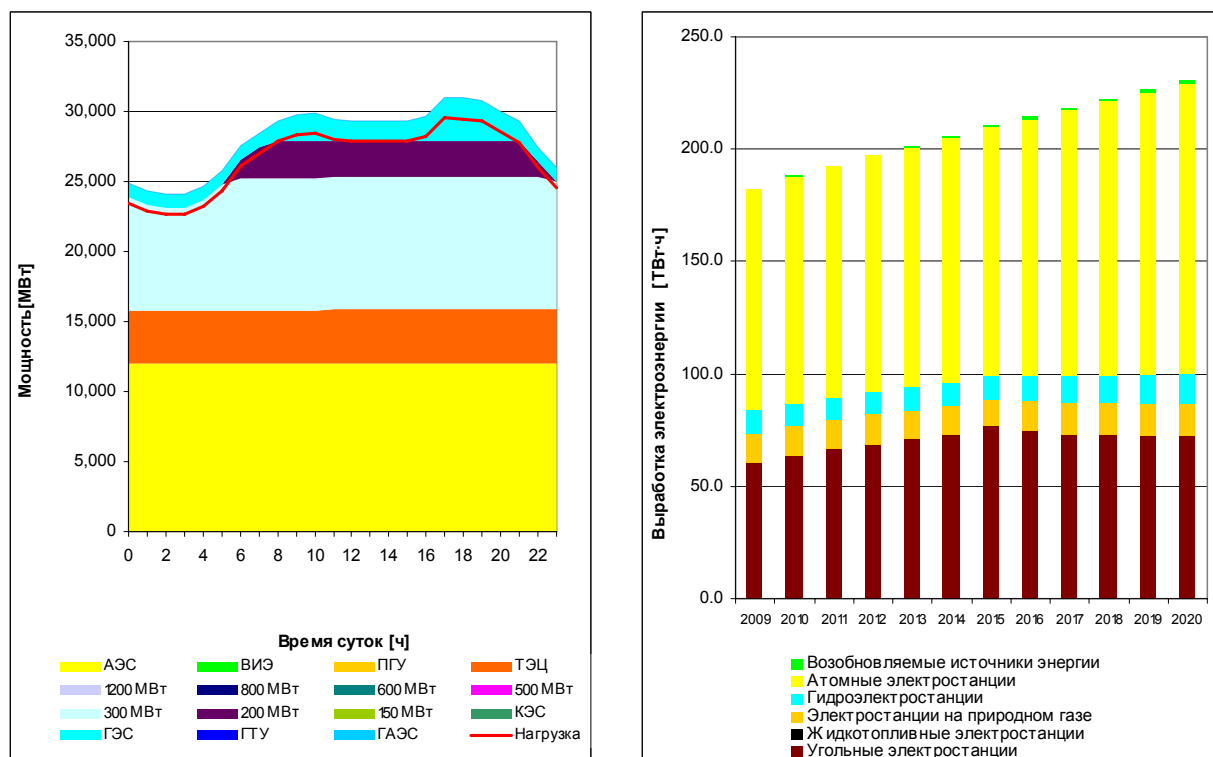 35,000
30,000
25,000
20,000
15,000
10,000
5,000
0
Мощность[МВт]
0 2 4 6 8 10 12 14 16 18 20 22
Время суток [ч]
АЭС ВИЭ ПГУ ТЭЦ
1200 МВт 800 МВт 600 МВт 500 МВт
300 МВт 200 МВт 150 МВт КЭС
ГЭС ГТУ ГАЭС Нагрузка
250.0
200.0
150.0
100.0
50.0
0.0
Выработка электроэнергии [ТВт·ч]
2009 2010 2011 2012 2013 2014 2015 2016 2017 2018 2019 2020
Возобновляемые источники энергии
Атомные электростанции
Гидроэлектростанции
Электростанции на природном газе
Жидкотопливные электростанции
Угольные электростанции